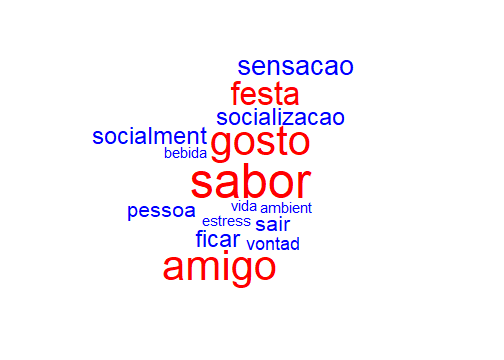 sensacao
festa
socializacao
socialment gosto
bebida
sabor
pessoa vida ambient
estress sair
ficar vontad
amigo